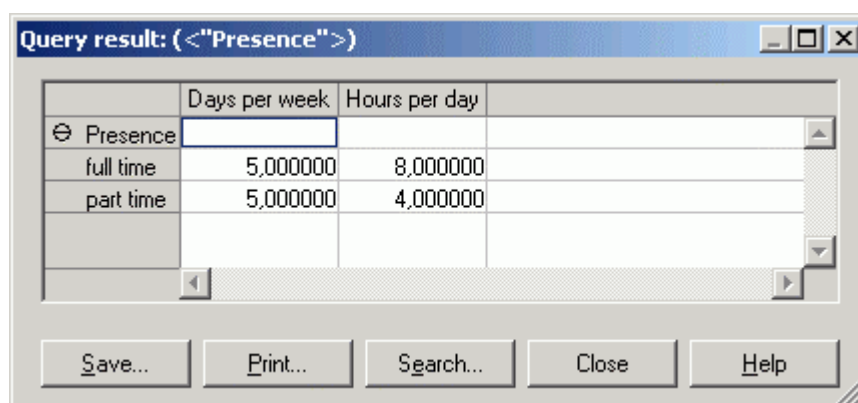 Query result: (<"Presence">)
Days per week Hours per day
Presence
full time 5,000000 8,000000
part time 5,000000 4,000000
Save... Print... Search... Close Help